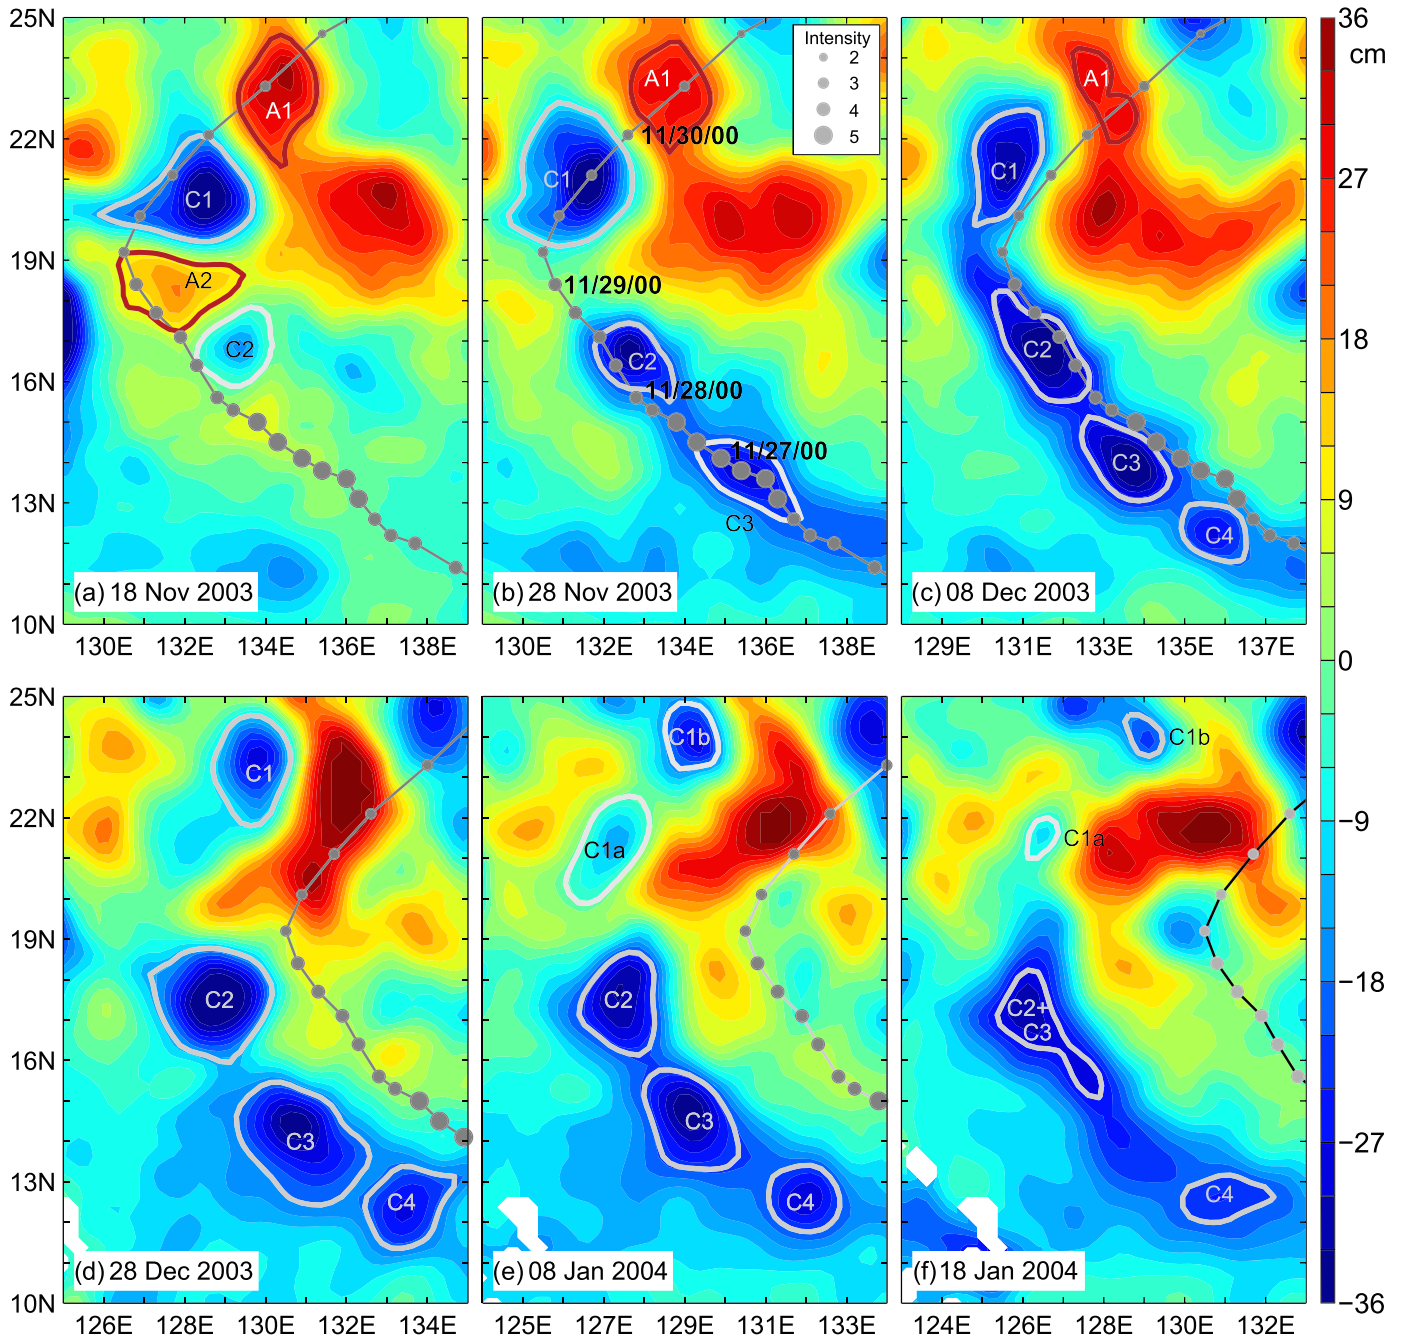 25N
22N
19N
16N
13N
10N
A1
C1
A2
C2
(a) 18 Nov 2003
130E 132E 134E 136E 138E
Intensity
2
3
4
5
A1
11/30/00
C1
11/29/00
C2
11/28/00
11/27/00
C3
(b) 28 Nov 2003
130E 132E 134E 136E 138E
A1
C1
C2
C3
C4
(c) 08 Dec 2003
129E 131E 133E 135E 137E
36
cm
27
18
9
0
−9
−18
−27
−36
25N
22N
19N
16N
13N
10N
C1
C2
C3
C4
(d) 28 Dec 2003
126E 128E 130E 132E 134E
C1b
C1a
C2
C3
C4
(e) 08 Jan 2004
125E 127E 129E 131E 133E
C1b
C1a
C2+
C3
C4
(f) 18 Jan 2004
124E 126E 128E 130E 132E